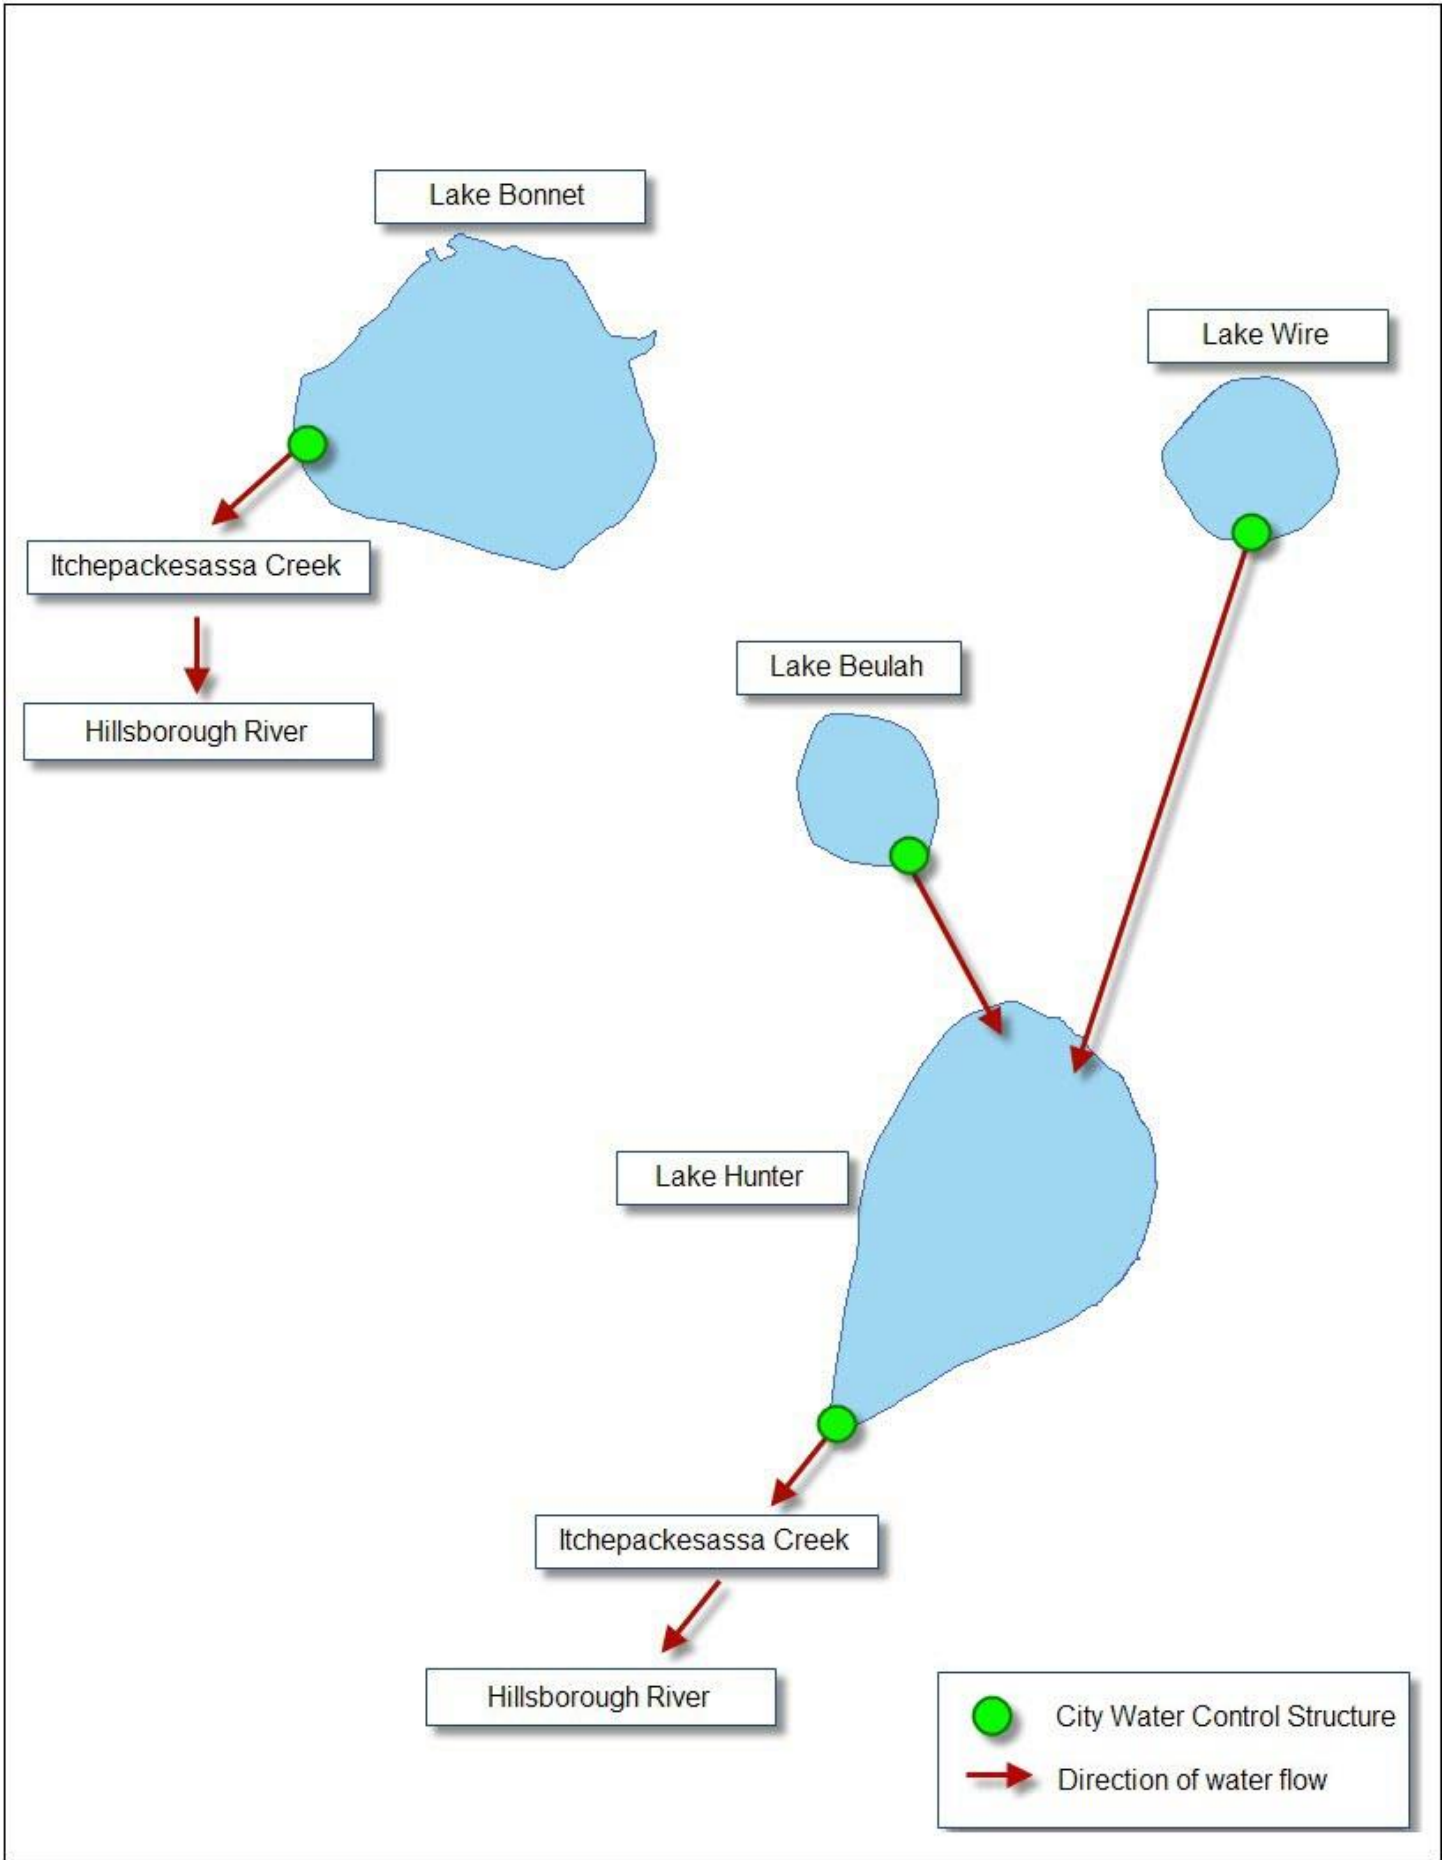 Lake Bonnet
Lake Wire
Itchepackesassa Creek
Hillsborough River
Lake Beulah
Lake Hunter
Itchepackesassa Creek
Hillsborough River
City Water Control Structure
Direction of water flow